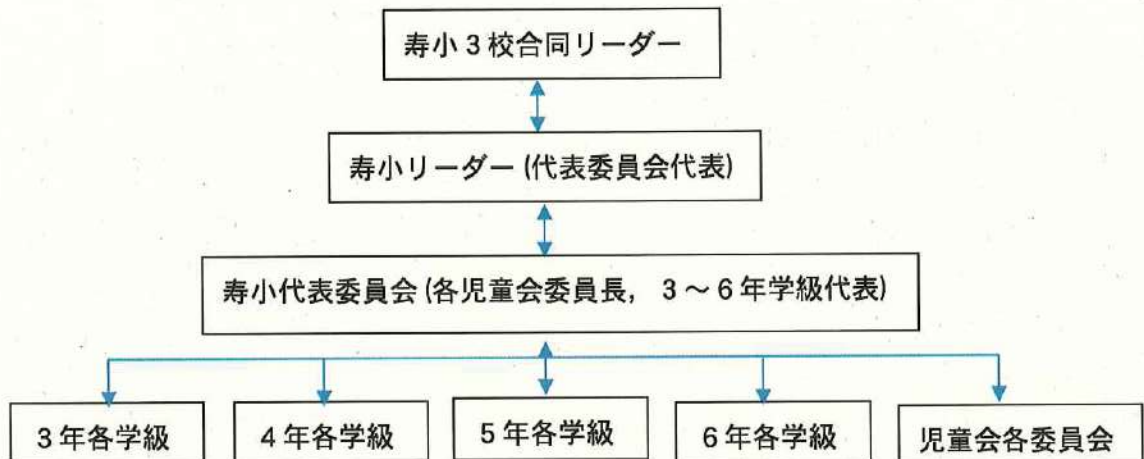 寿小3校合同リーダー
寿小リーダー(代表委員会代表)
寿小代表委員会(各児童会委員長, 3～6年学級代表)
3年各学級
4年各学級
5年各学級
6年各学級
児童会各委員会